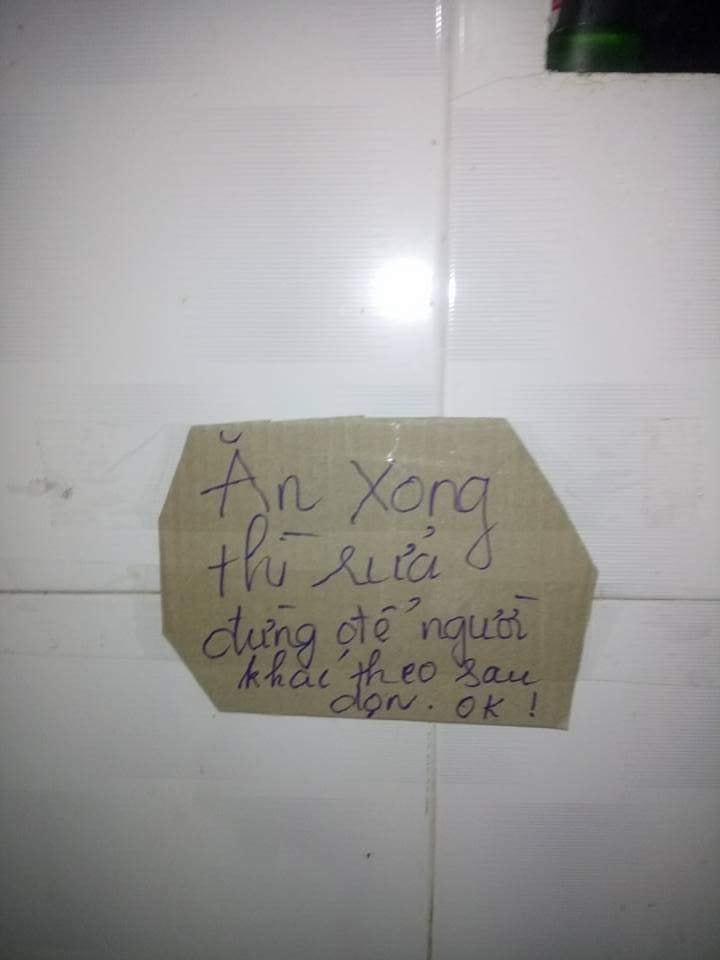 Ăn xong
thì rửa
đừng để người
khác theo sau
dọn. OK!